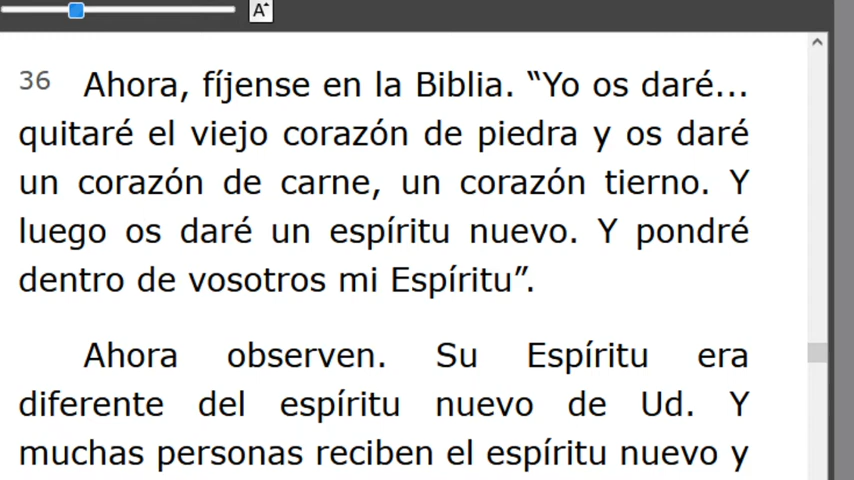 A
36 Ahora, fíjense en la Biblia. “Yo os daré…
quitaré el viejo corazón de piedra y os daré
un corazón de carne, un corazón tierno. Y
luego os daré un espíritu nuevo. Y pondré
dentro de vosotros mi Espíritu”.
Ahora observen. Su Espíritu era
diferente del espíritu nuevo de Ud. Y
muchas personas reciben el espíritu nuevo y